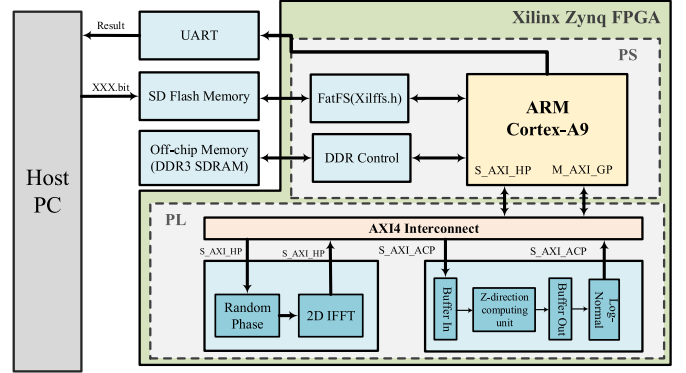 Xilinx Zynq FPGA
Result
UART
PS
XXX.bit
SD Flash Memory
FatFS(Xilffs.h)
ARM
Cortex-A9
Off-chip Memory
(DDR3 SDRAM)
DDR Control
S_AXI_HP
M_AXI_GP
Host
PC
PL
AXI4 Interconnect
S_AXI_HP
S_AXI_HP
S_AXI_ACP
S_AXI_ACP
Random
Phase
2D IFFT
Buffer In
Z-direction
computing
unit
Buffer Out
Log-
Normal